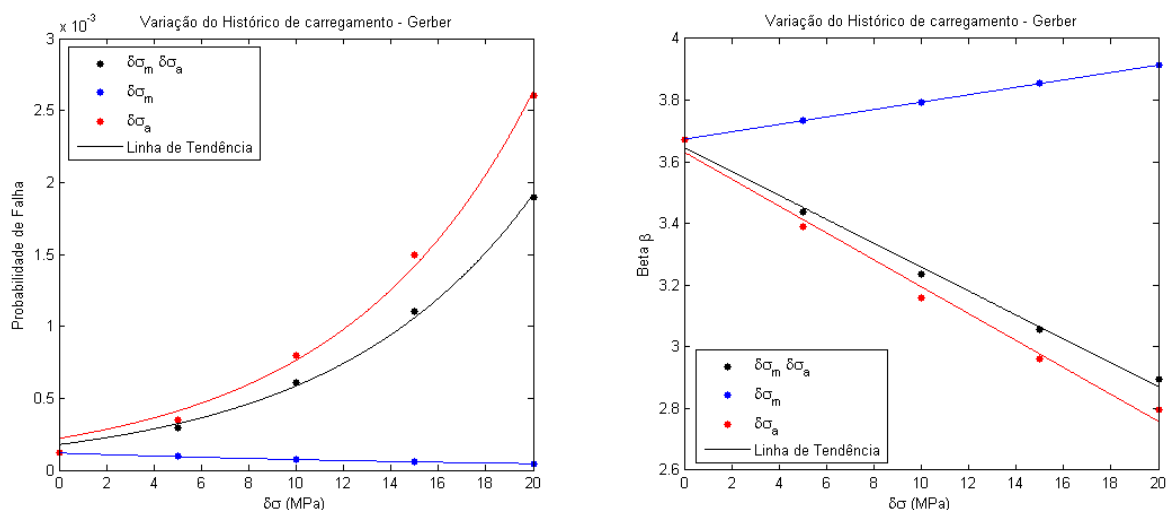 Variação do Histórico de carregamento - Gerber
x 10⁻³
3
2.5
2
1.5
1
0.5
0
Probabilidade de Falha
δσm δσa
δσm
δσa
Linha de Tendência
0 2 4 6 8 10 12 14 16 18 20
δσ (MPa)
Variação do Histórico de carregamento - Gerber
4
3.8
3.6
3.4
3.2
3
2.8
2.6
Beta β
δσm δσa
δσm
δσa
Linha de Tendência
0 2 4 6 8 10 12 14 16 18 20
δσ (MPa)